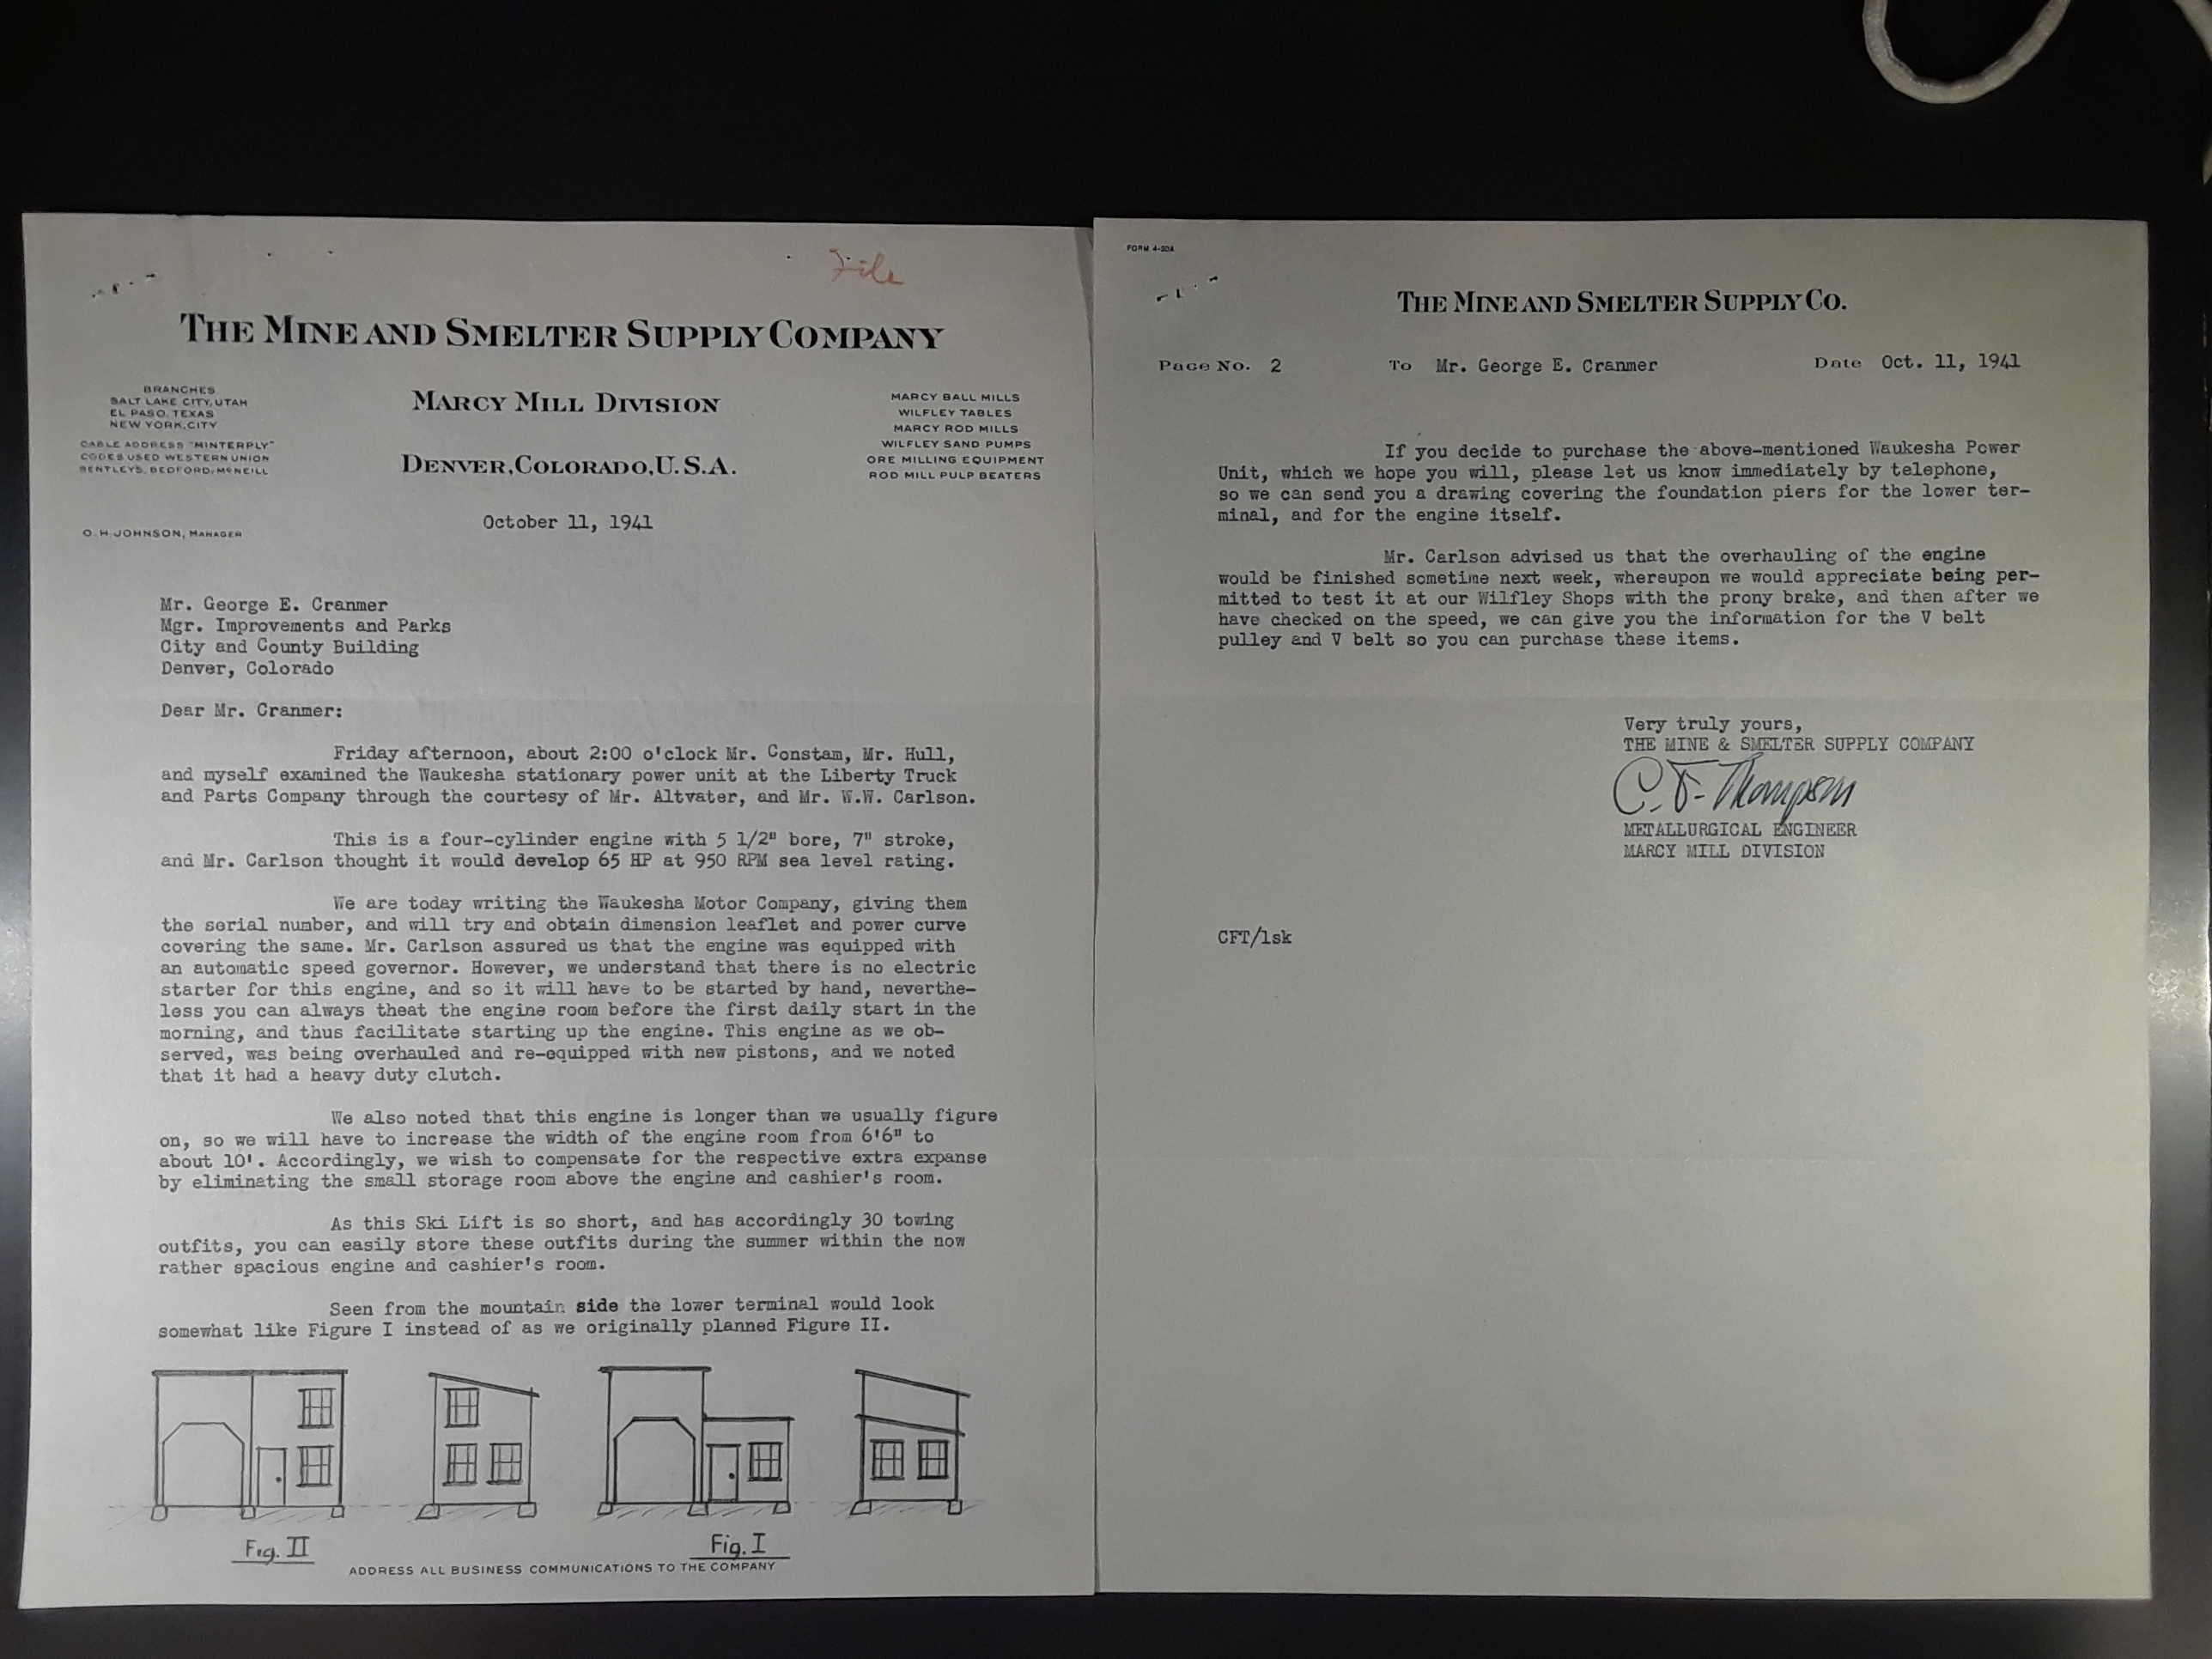 File
THE MINE AND SMELTER SUPPLY COMPANY
BRANCHES
SALT LAKE CITY, UTAH
EL PASO, TEXAS
NEW YORK, CITY
CABLE ADDRESS "MINTERPLY"
CODES USED WESTERN UNION
BENTLEYS, BEDFORD, McNEILL
MARCY MILL DIVISION
DENVER, COLORADO, U.S.A.
MARCY BALL MILLS
WILFLEY TABLES
MARCY ROD MILLS
WILFLEY SAND PUMPS
ORE MILLING EQUIPMENT
ROD MILL PULP BEATERS
October 11, 1941
O. H. JOHNSON, MANAGER
Mr. George E. Cranmer
Mgr. Improvements and Parks
City and County Building
Denver, Colorado
Dear Mr. Cranmer:
Friday afternoon, about 2:00 o'clock Mr. Constam, Mr. Hull,
and myself examined the Waukesha stationary power unit at the Liberty Truck
and Parts Company through the courtesy of Mr. Altvater, and Mr. W.W. Carlson.
This is a four-cylinder engine with 5 1/2" bore, 7" stroke,
and Mr. Carlson thought it would develop 65 HP at 950 RPM sea level rating.
We are today writing the Waukesha Motor Company, giving them
the serial number, and will try and obtain dimension leaflet and power curve
covering the same. Mr. Carlson assured us that the engine was equipped with
an automatic speed governor. However, we understand that there is no electric
starter for this engine, and so it will have to be started by hand, neverthe-
less you can always theat the engine room before the first daily start in the
morning, and thus facilitate starting up the engine. This engine as we ob-
served, was being overhauled and re-equipped with new pistons, and we noted
that it had a heavy duty clutch.
We also noted that this engine is longer than we usually figure
on, so we will have to increase the width of the engine room from 6'6" to
about 10'. Accordingly, we wish to compensate for the respective extra expanse
by eliminating the small storage room above the engine and cashier's room.
As this Ski Lift is so short, and has accordingly 30 towing
outfits, you can easily store these outfits during the summer within the now
rather spacious engine and cashier's room.
Seen from the mountain side the lower terminal would look
somewhat like Figure I instead of as we originally planned Figure II.
Fig. II
Fig. I
ADDRESS ALL BUSINESS COMMUNICATIONS TO THE COMPANY
FORM 4-20A
THE MINE AND SMELTER SUPPLY CO.
PAGE NO. 2 TO Mr. George E. Cranmer DATE Oct. 11, 1941
If you decide to purchase the above-mentioned Waukesha Power
Unit, which we hope you will, please let us know immediately by telephone,
so we can send you a drawing covering the foundation piers for the lower ter-
minal, and for the engine itself.
Mr. Carlson advised us that the overhauling of the engine
would be finished sometime next week, whereupon we would appreciate being per-
mitted to test it at our Wilfley Shops with the prony brake, and then after we
have checked on the speed, we can give you the information for the V belt
pulley and V belt so you can purchase these items.
Very truly yours,
THE MINE & SMELTER SUPPLY COMPANY
C. F. Thompson
METALLURGICAL ENGINEER
MARCY MILL DIVISION
CFT/lsk